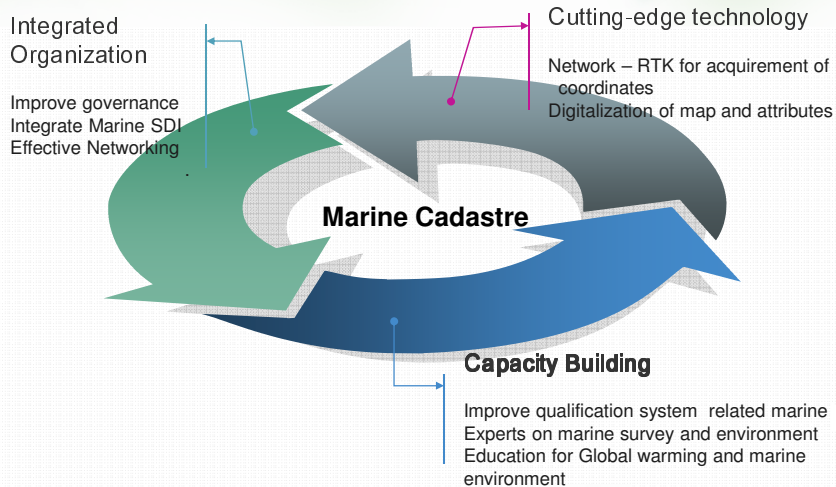 Integrated
Organization
Improve governance
Integrate Marine SDI
Effective Networking
.
Cutting-edge technology
Network – RTK for acquirement of
coordinates
Digitalization of map and attributes
Marine Cadastre
Capacity Building
Improve qualification system related marine
Experts on marine survey and environment
Education for Global warming and marine
environment